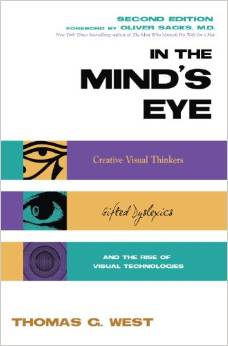 SECOND EDITION
FOREWORD BY OLIVER SACKS, M.D.
New York Times bestselling author of The Man Who Mistook His Wife for a Hat
IN THE
MIND'S
EYE
Creative Visual Thinkers
Gifted Dyslexics
AND THE RISE OF
VISUAL TECHNOLOGIES
THOMAS G. WEST